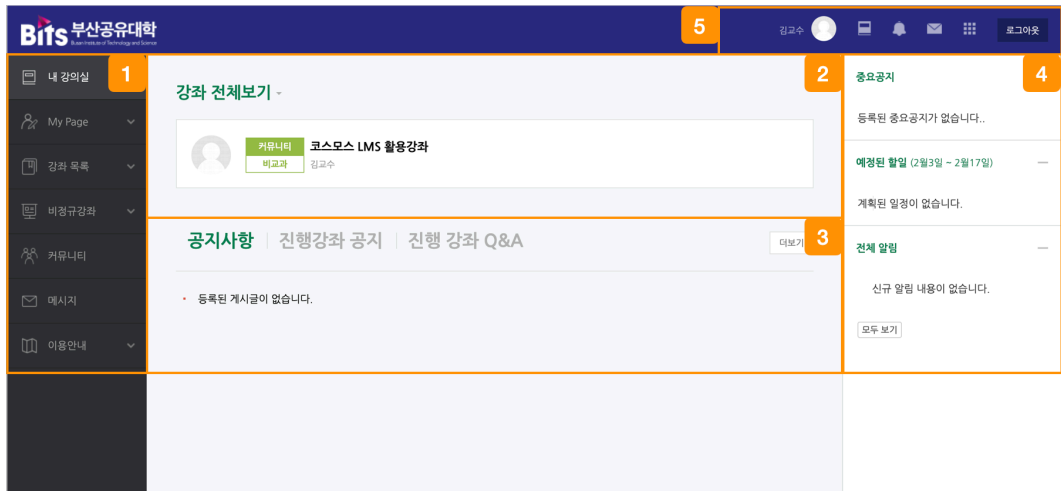 Bits 부산공유대학
Busan Institute of Technology and Science
5
김교수
로그아웃
내 강의실
1
My Page
강좌 목록
비정규강좌
커뮤니티
메시지
이용안내
2
강좌 전체보기
커뮤니티
코스모스 LMS 활용강좌
비교과
김교수
공지사항
진행강좌 공지
진행 강좌 Q&A
더보기
3
• 등록된 게시글이 없습니다.
중요공지
4
등록된 중요공지가 없습니다..
예정된 할일 (2월3일 ~ 2월17일)
계획된 일정이 없습니다.
전체 알림
신규 알림 내용이 없습니다.
모두 보기